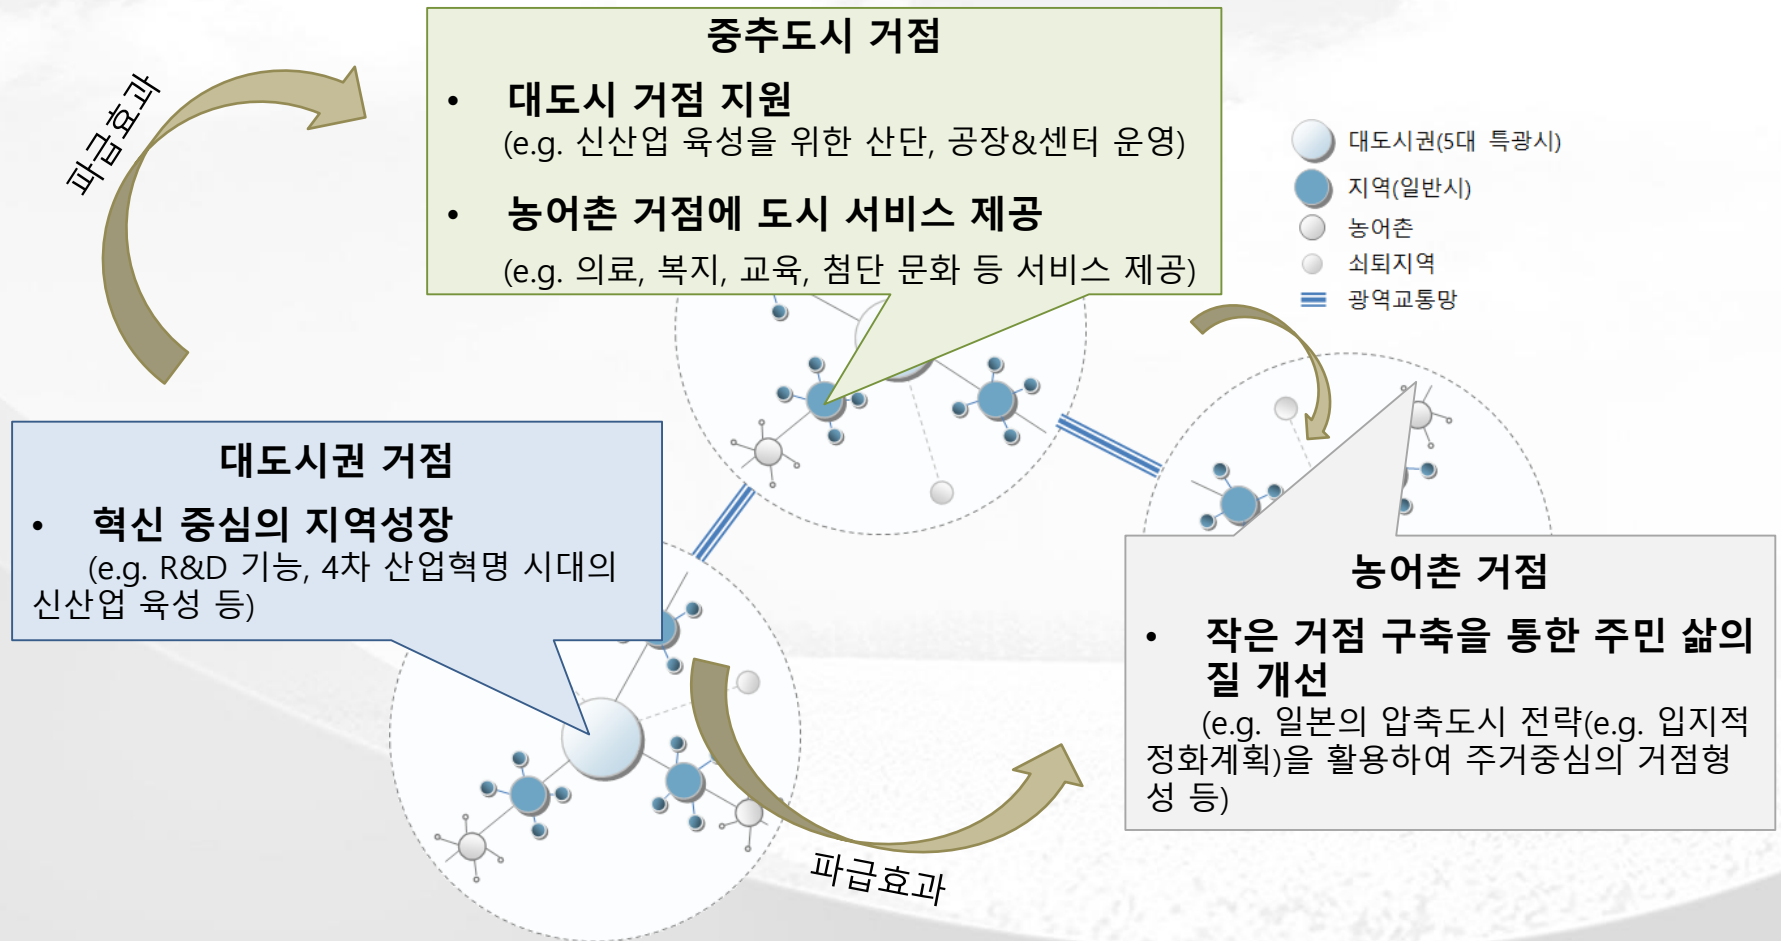 중추도시 거점
• 대도시 거점 지원
(e.g. 신산업 육성을 위한 산단, 공장&센터 운영)
• 농어촌 거점에 도시 서비스 제공
(e.g. 의료, 복지, 교육, 첨단 문화 등 서비스 제공)
파급효과
대도시권(5대 특광시)
지역(일반시)
농어촌
쇠퇴지역
광역교통망
대도시권 거점
• 혁신 중심의 지역성장
(e.g. R&D 기능, 4차 산업혁명 시대의
신산업 육성 등)
농어촌 거점
• 작은 거점 구축을 통한 주민 삶의
질 개선
(e.g. 일본의 압축도시 전략(e.g. 입지적
정화계획)을 활용하여 주거중심의 거점형
성 등)
파급효과